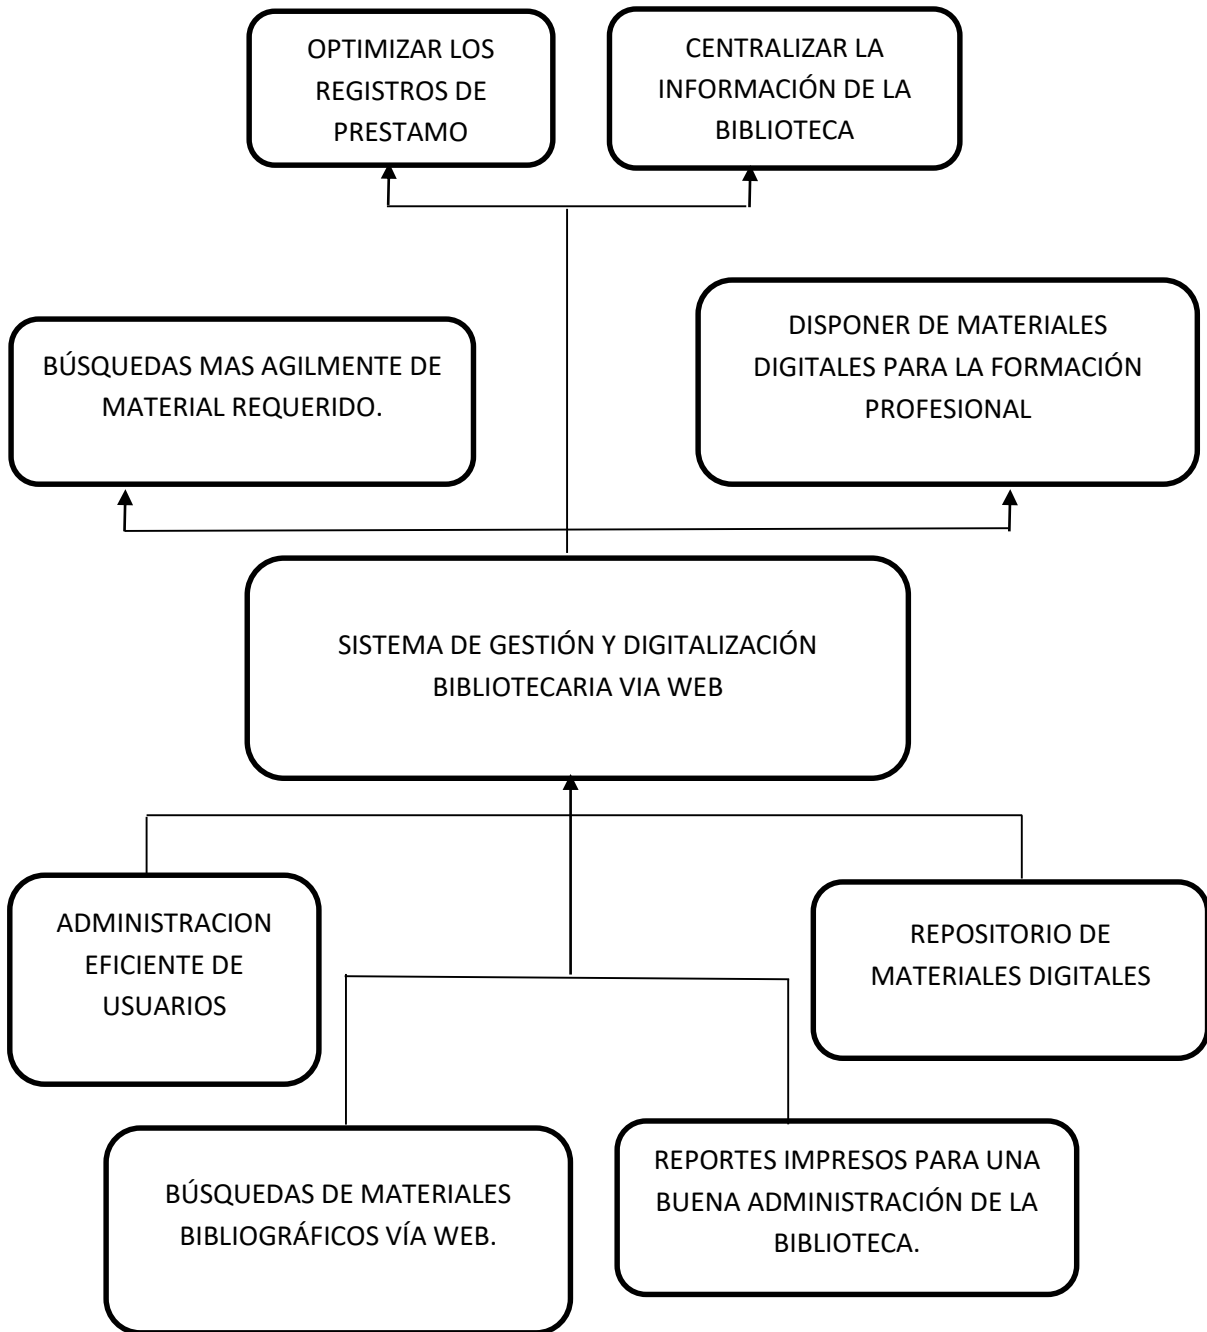 OPTIMIZAR LOS
REGISTROS DE
PRESTAMO
CENTRALIZAR LA
INFORMACIÓN DE LA
BIBLIOTECA
BÚSQUEDAS MAS AGILMENTE DE
MATERIAL REQUERIDO.
DISPONER DE MATERIALES
DIGITALES PARA LA FORMACIÓN
PROFESIONAL
SISTEMA DE GESTIÓN Y DIGITALIZACIÓN
BIBLIOTECARIA VIA WEB
ADMINISTRACION
EFICIENTE DE
USUARIOS
REPOSITORIO DE
MATERIALES DIGITALES
BÚSQUEDAS DE MATERIALES
BIBLIOGRÁFICOS VÍA WEB.
REPORTES IMPRESOS PARA UNA
BUENA ADMINISTRACIÓN DE LA
BIBLIOTECA.